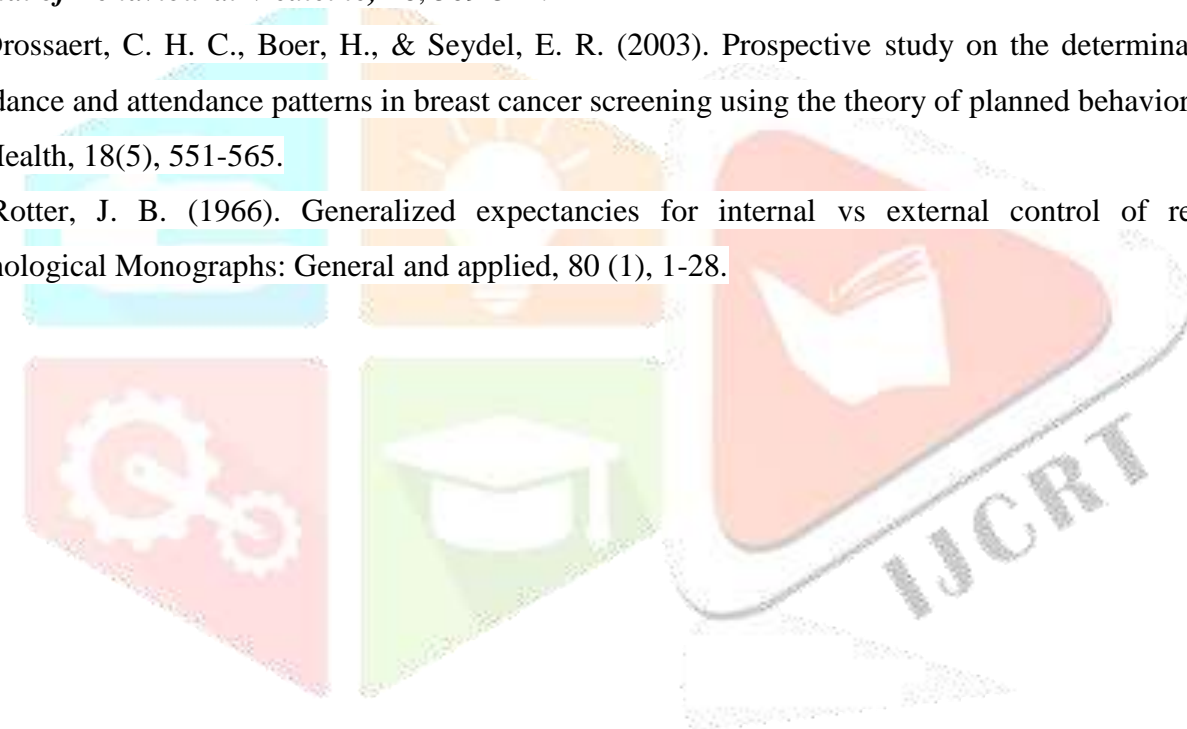 Drossaert, C. H. C., Boer, H., & Seydel, E. R. (2003). Prospective study on the determina
dance and attendance patterns in breast cancer screening using the theory of planned behavior
Health, 18(5), 551-565.
Rotter, J. B. (1966). Generalized expectancies for internal vs external control of re
nological Monographs: General and applied, 80 (1), 1-28.
IJCRT